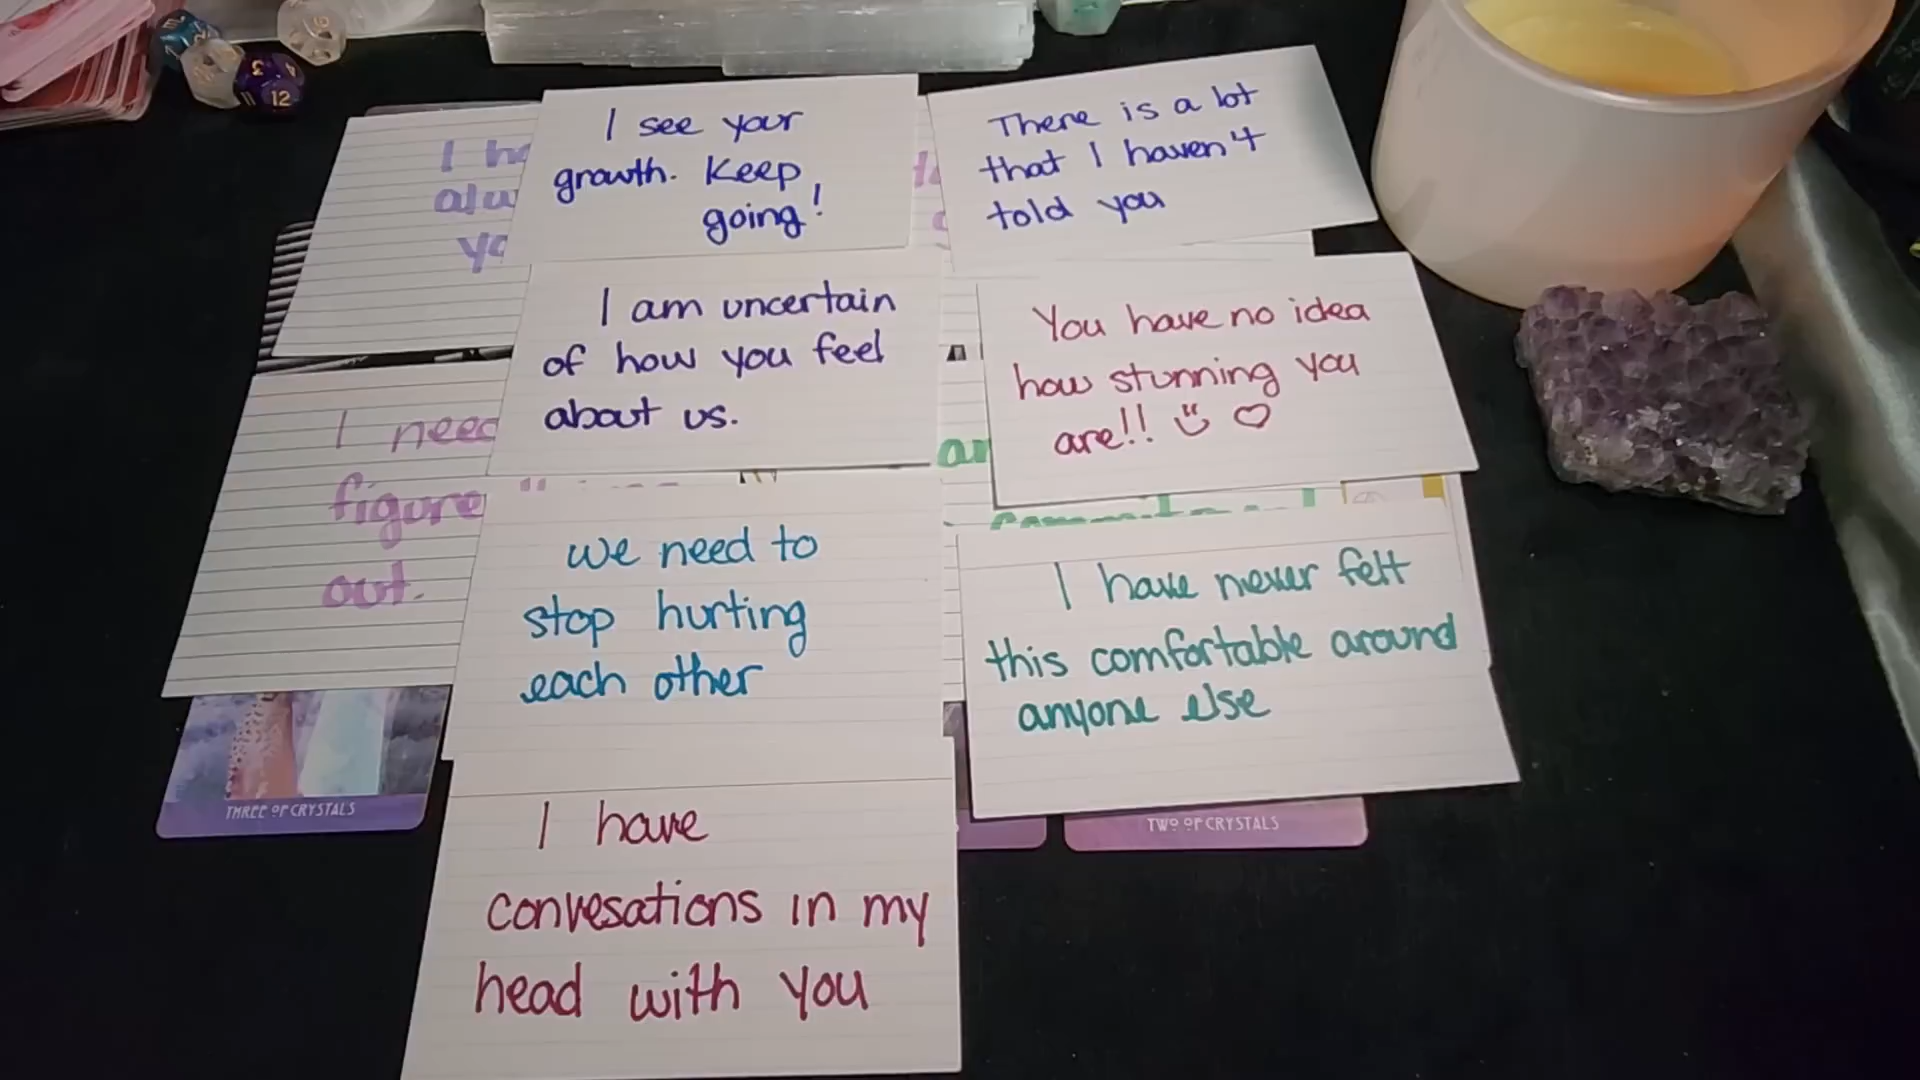 I see your
growth. Keep
going!
There is a lot
that I haven't
told you
I am uncertain
of how you feel
about us.
You have no idea
how stunning you
are!!
I need
figure
out.
we need to
stop hurting
each other
I have never felt
this comfortable around
anyone else
THREE OF CRYSTALS
TWO OF CRYSTALS
I have
convesations in my
head with you
12